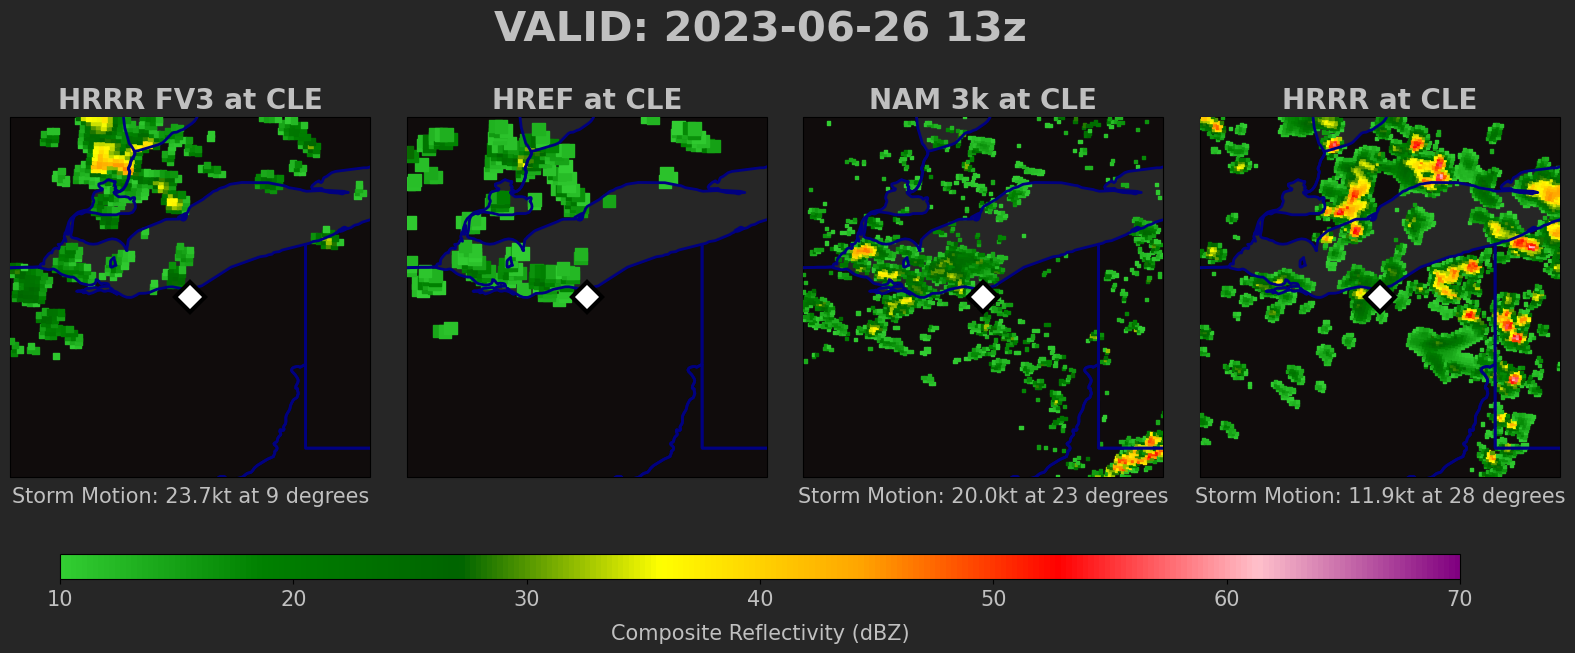 VALID: 2023-06-26 13z
HRRR FV3 at CLE
HREF at CLE
NAM 3k at CLE
HRRR at CLE
Storm Motion: 23.7kt at 9 degrees
Storm Motion: 20.0kt at 23 degrees
Storm Motion: 11.9kt at 28 degrees
10 20 30 40 50 60 70
Composite Reflectivity (dBZ)